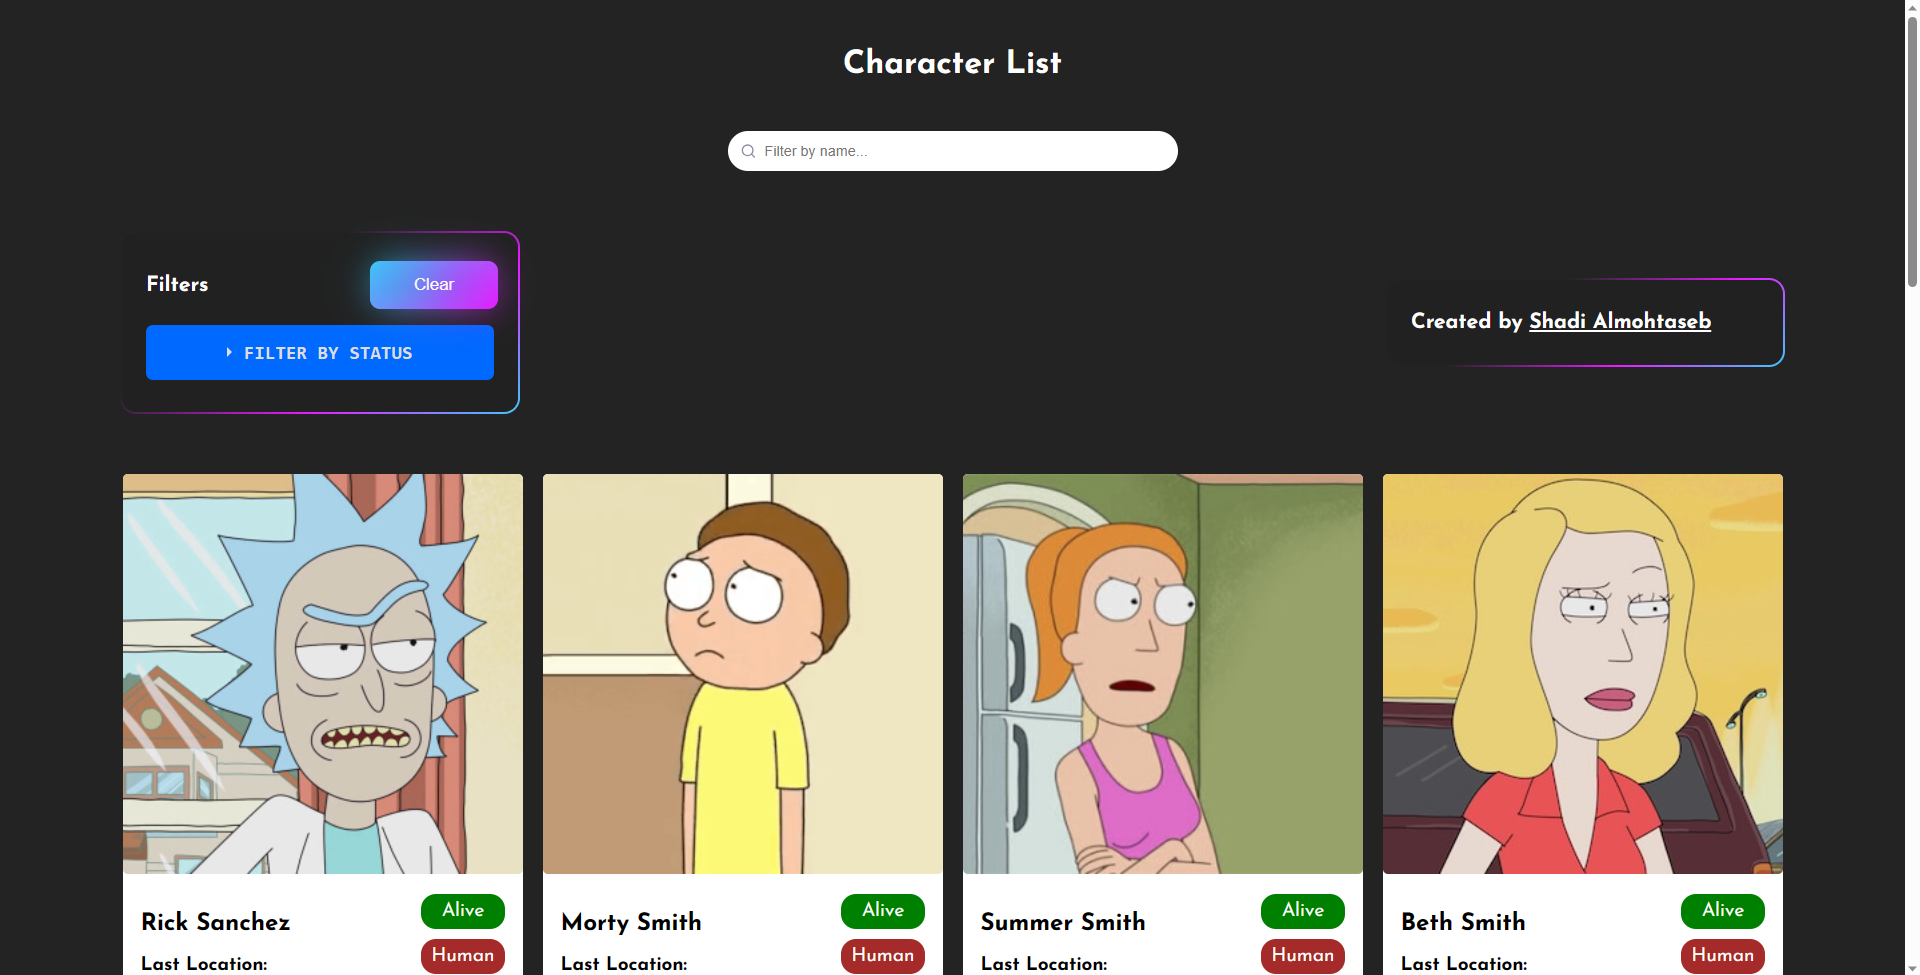 Character List
Filter by name...
Filters
Clear
FILTER BY STATUS
Created by Shadi Almohtaseb
Rick Sanchez
Alive
Human
Last Location:
Morty Smith
Alive
Human
Last Location:
Summer Smith
Alive
Human
Last Location:
Beth Smith
Alive
Human
Last Location: